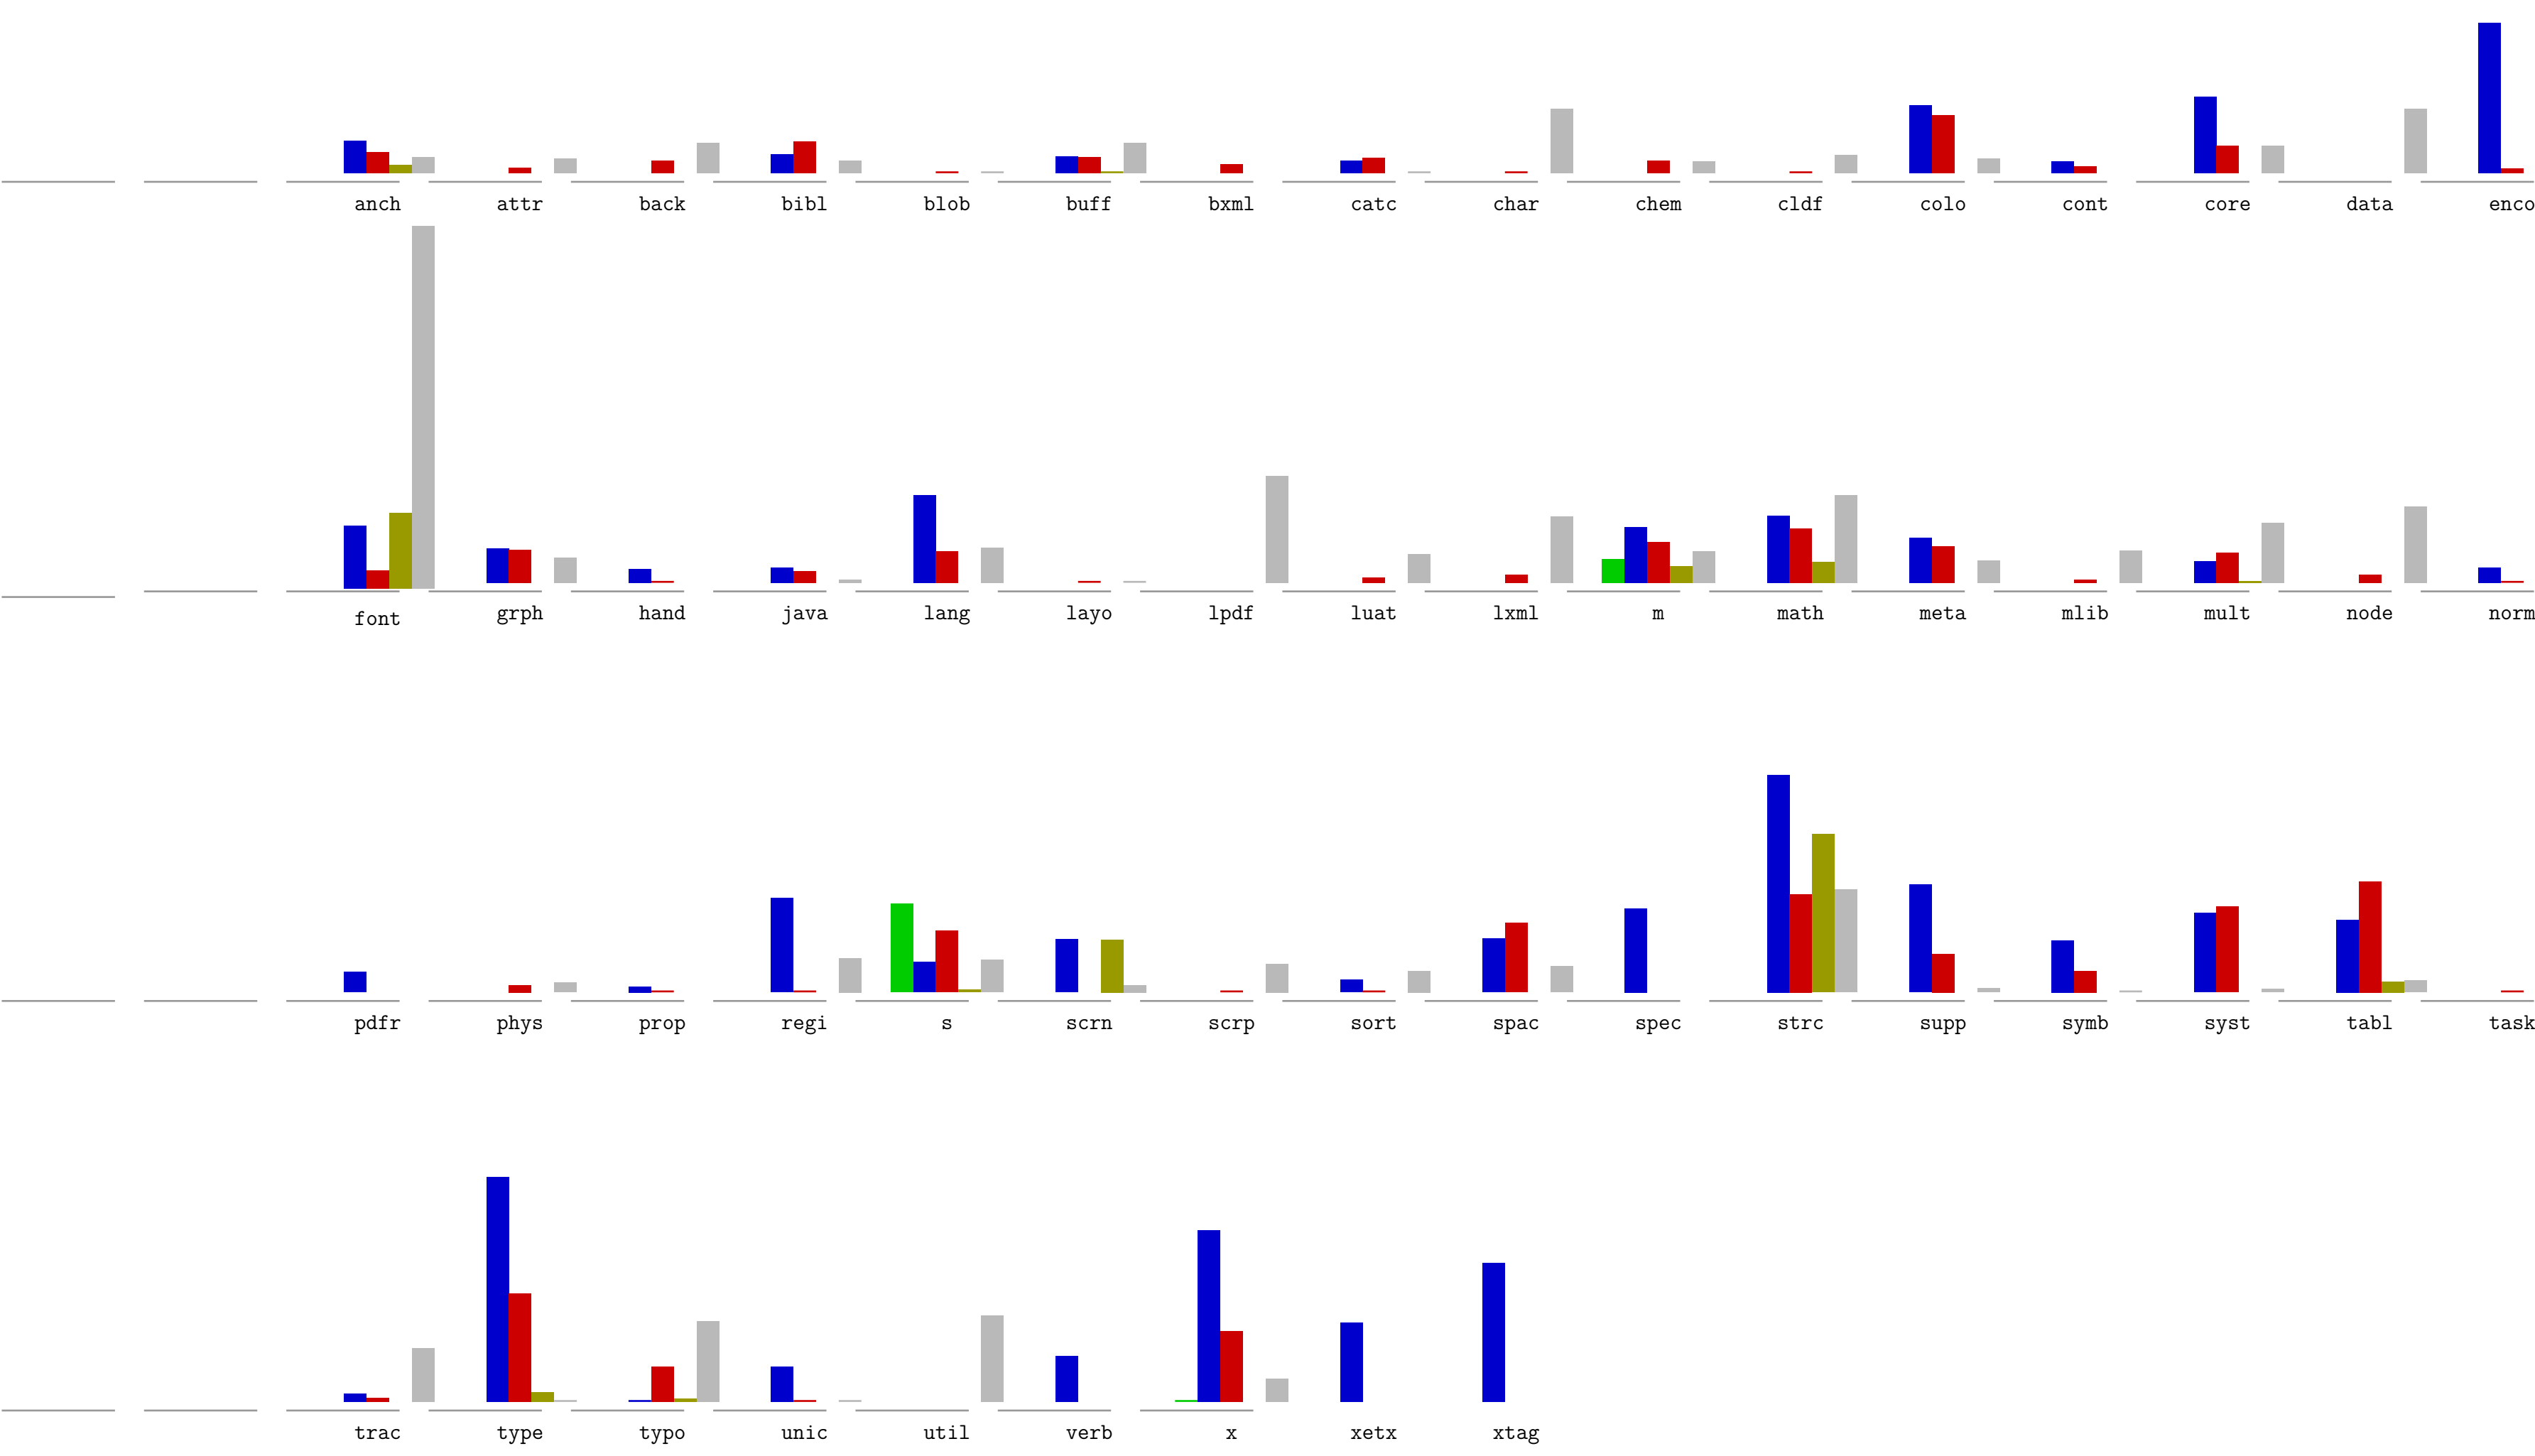 anch attr back bibl blob buff bxml catc char chem cldf colo cont core data enco
font grph hand java lang layo lpdf luat lxml m math meta mlib mult node norm
pdfr phys prop regi s scrn scrp sort spac spec strc supp symb syst tabl task
trac type typo unic util verb x xetx xtag